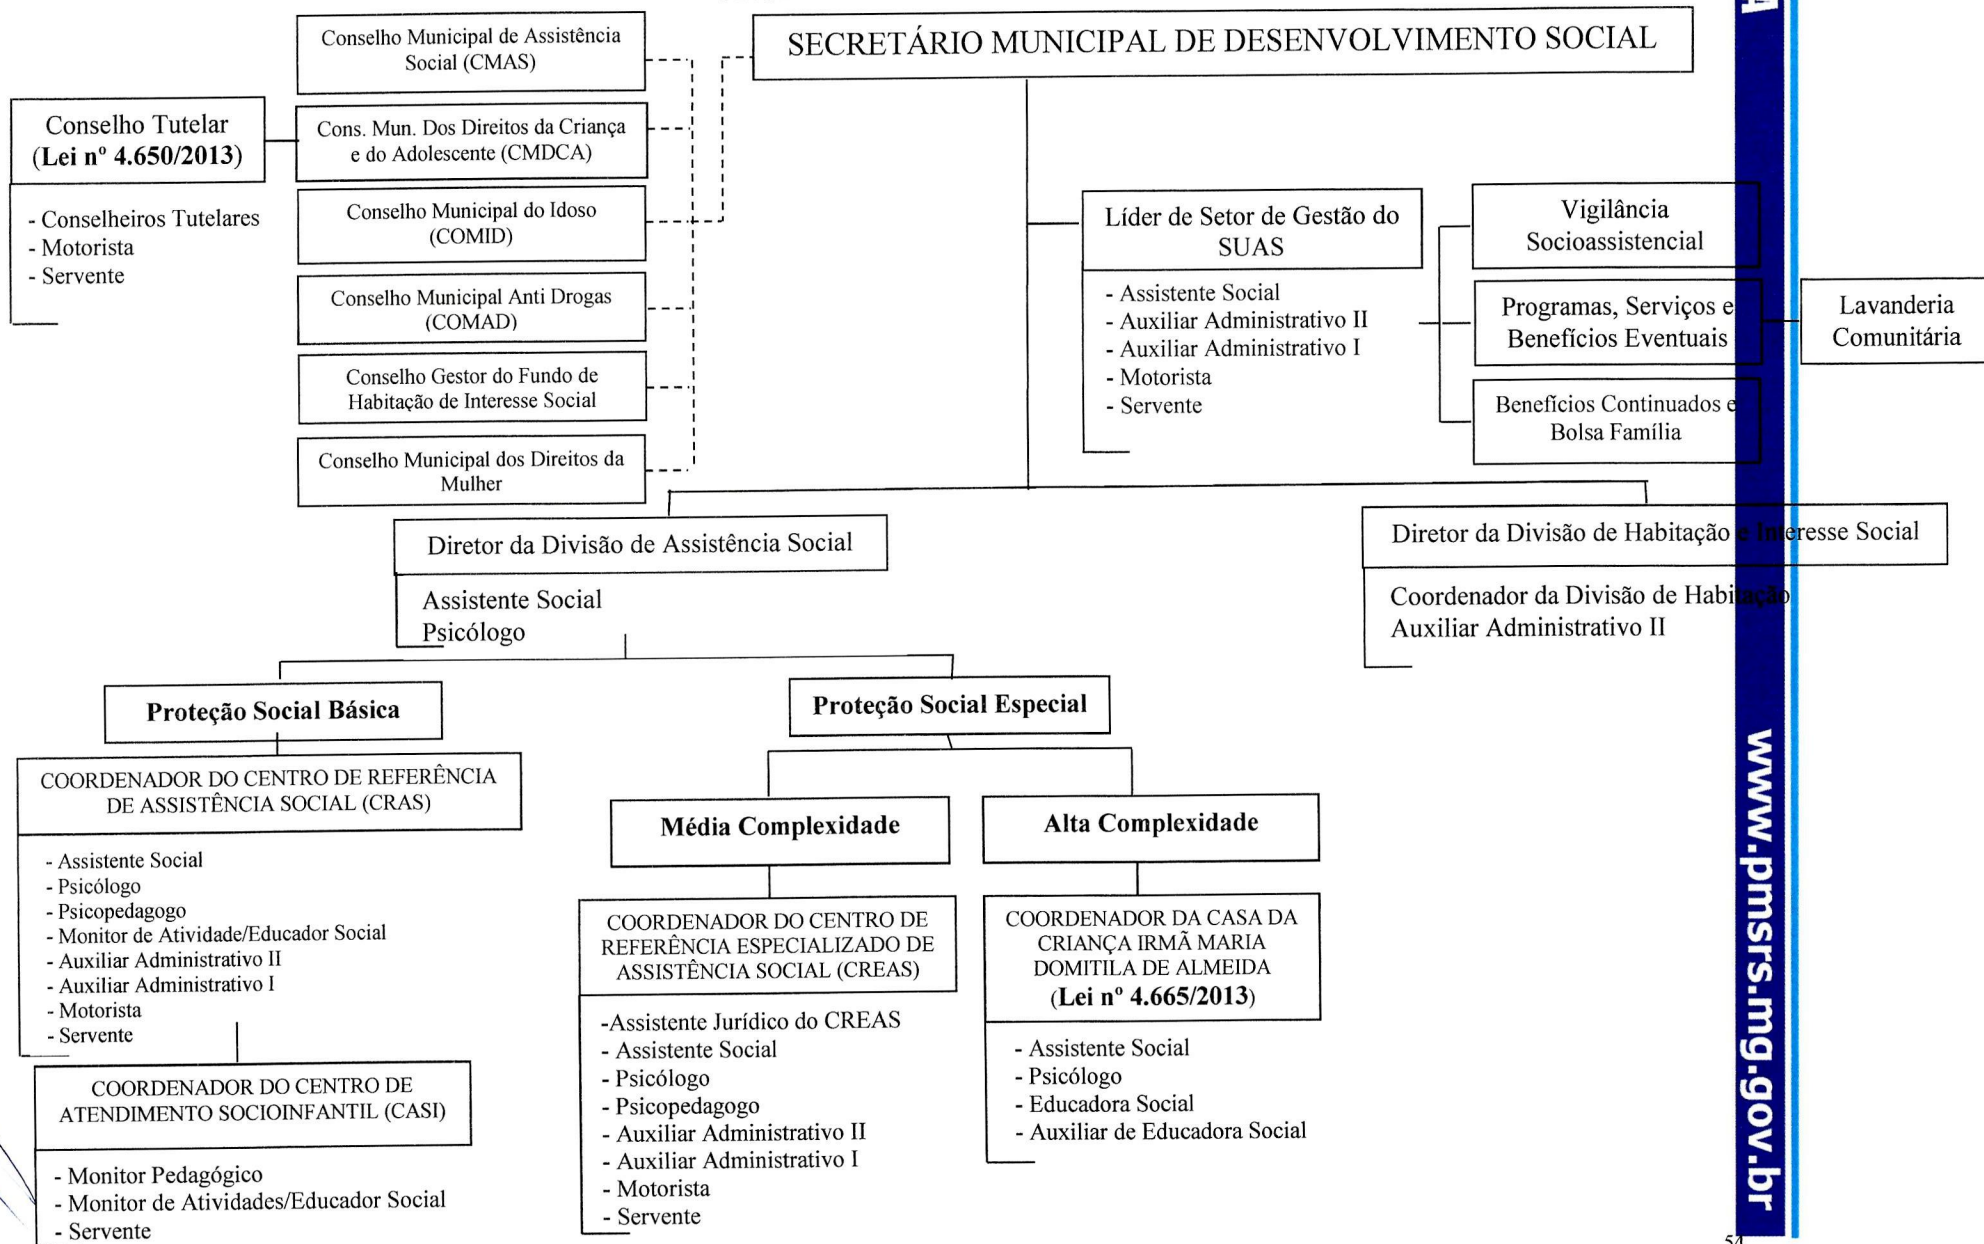 SECRETÁRIO MUNICIPAL DE DESENVOLVIMENTO SOCIAL
Conselho Municipal de Assistência
Social (CMAS)
Conselho Tutelar
(Lei nº 4.650/2013)
- Conselheiros Tutelares
- Motorista
- Servente
Cons. Mun. Dos Direitos da Criança
e do Adolescente (CMDCA)
Conselho Municipal do Idoso
(COMID)
Conselho Municipal Anti Drogas
(COMAD)
Conselho Gestor do Fundo de
Habitação de Interesse Social
Conselho Municipal dos Direitos da
Mulher
Líder de Setor de Gestão do
SUAS
- Assistente Social
- Auxiliar Administrativo II
- Auxiliar Administrativo I
- Motorista
- Servente
Vigilância
Socioassistencial
Programas, Serviços e
Benefícios Eventuais
Lavanderia
Comunitária
Benefícios Continuados e
Bolsa Família
Diretor da Divisão de Assistência Social
Assistente Social
Psicólogo
Diretor da Divisão de Habitação e Interesse Social
Coordenador da Divisão de Habitação
Auxiliar Administrativo II
Proteção Social Básica
COORDENADOR DO CENTRO DE REFERÊNCIA
DE ASSISTÊNCIA SOCIAL (CRAS)
- Assistente Social
- Psicólogo
- Psicopedagogo
- Monitor de Atividade/Educador Social
- Auxiliar Administrativo II
- Auxiliar Administrativo I
- Motorista
- Servente
COORDENADOR DO CENTRO DE
ATENDIMENTO SOCIOINFANTIL (CASI)
- Monitor Pedagógico
- Monitor de Atividades/Educador Social
- Servente
Proteção Social Especial
Média Complexidade
COORDENADOR DO CENTRO DE
REFERÊNCIA ESPECIALIZADO DE
ASSISTÊNCIA SOCIAL (CREAS)
-Assistente Jurídico do CREAS
- Assistente Social
- Psicólogo
- Psicopedagogo
- Auxiliar Administrativo II
- Auxiliar Administrativo I
- Motorista
- Servente
Alta Complexidade
COORDENADOR DA CASA DA
CRIANÇA IRMÃ MARIA
DOMITILA DE ALMEIDA
(Lei nº 4.665/2013)
- Assistente Social
- Psicólogo
- Educadora Social
- Auxiliar de Educadora Social
www.pmsrs.mg.gov.br
54